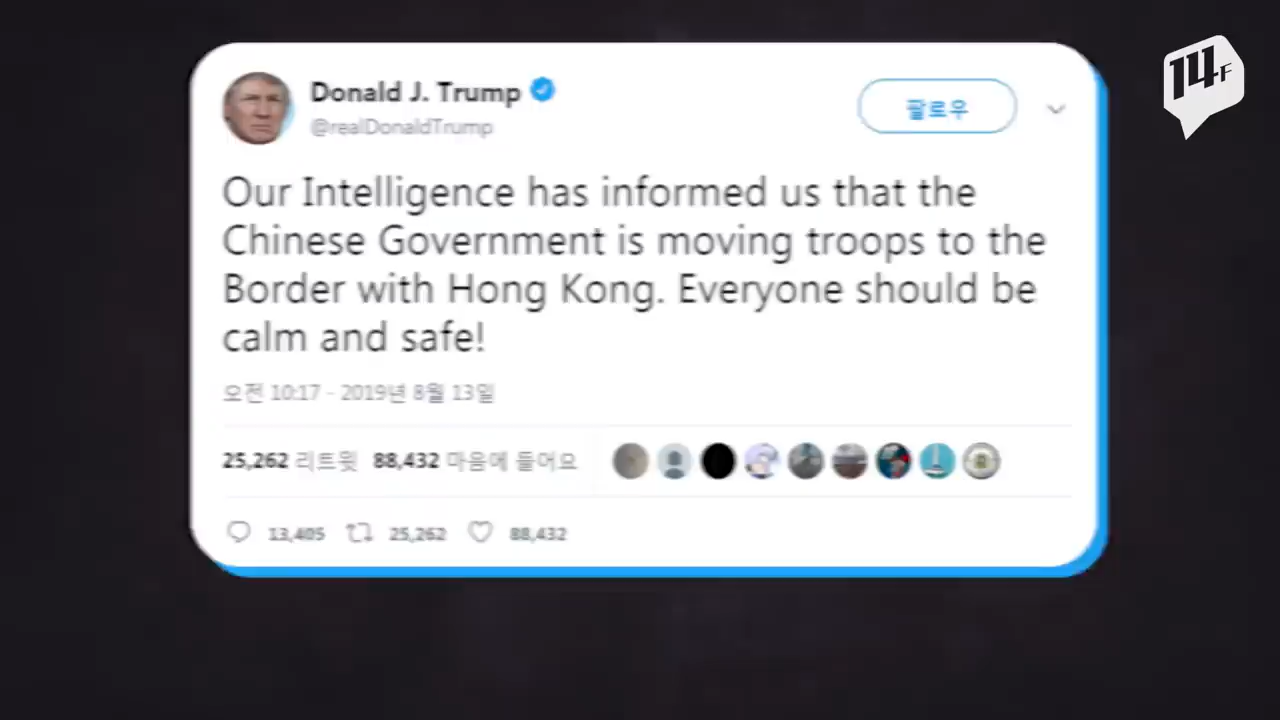 14F
Donald J. Trump
팔로우
@realDonaldTrump
Our Intelligence has informed us that the
Chinese Government is moving troops to the
Border with Hong Kong. Everyone should be
calm and safe!
오전 10:17 - 2019년 8월 13일
25,262 리트윗 88,432 마음에 들어요
13,405 25,262 88,432